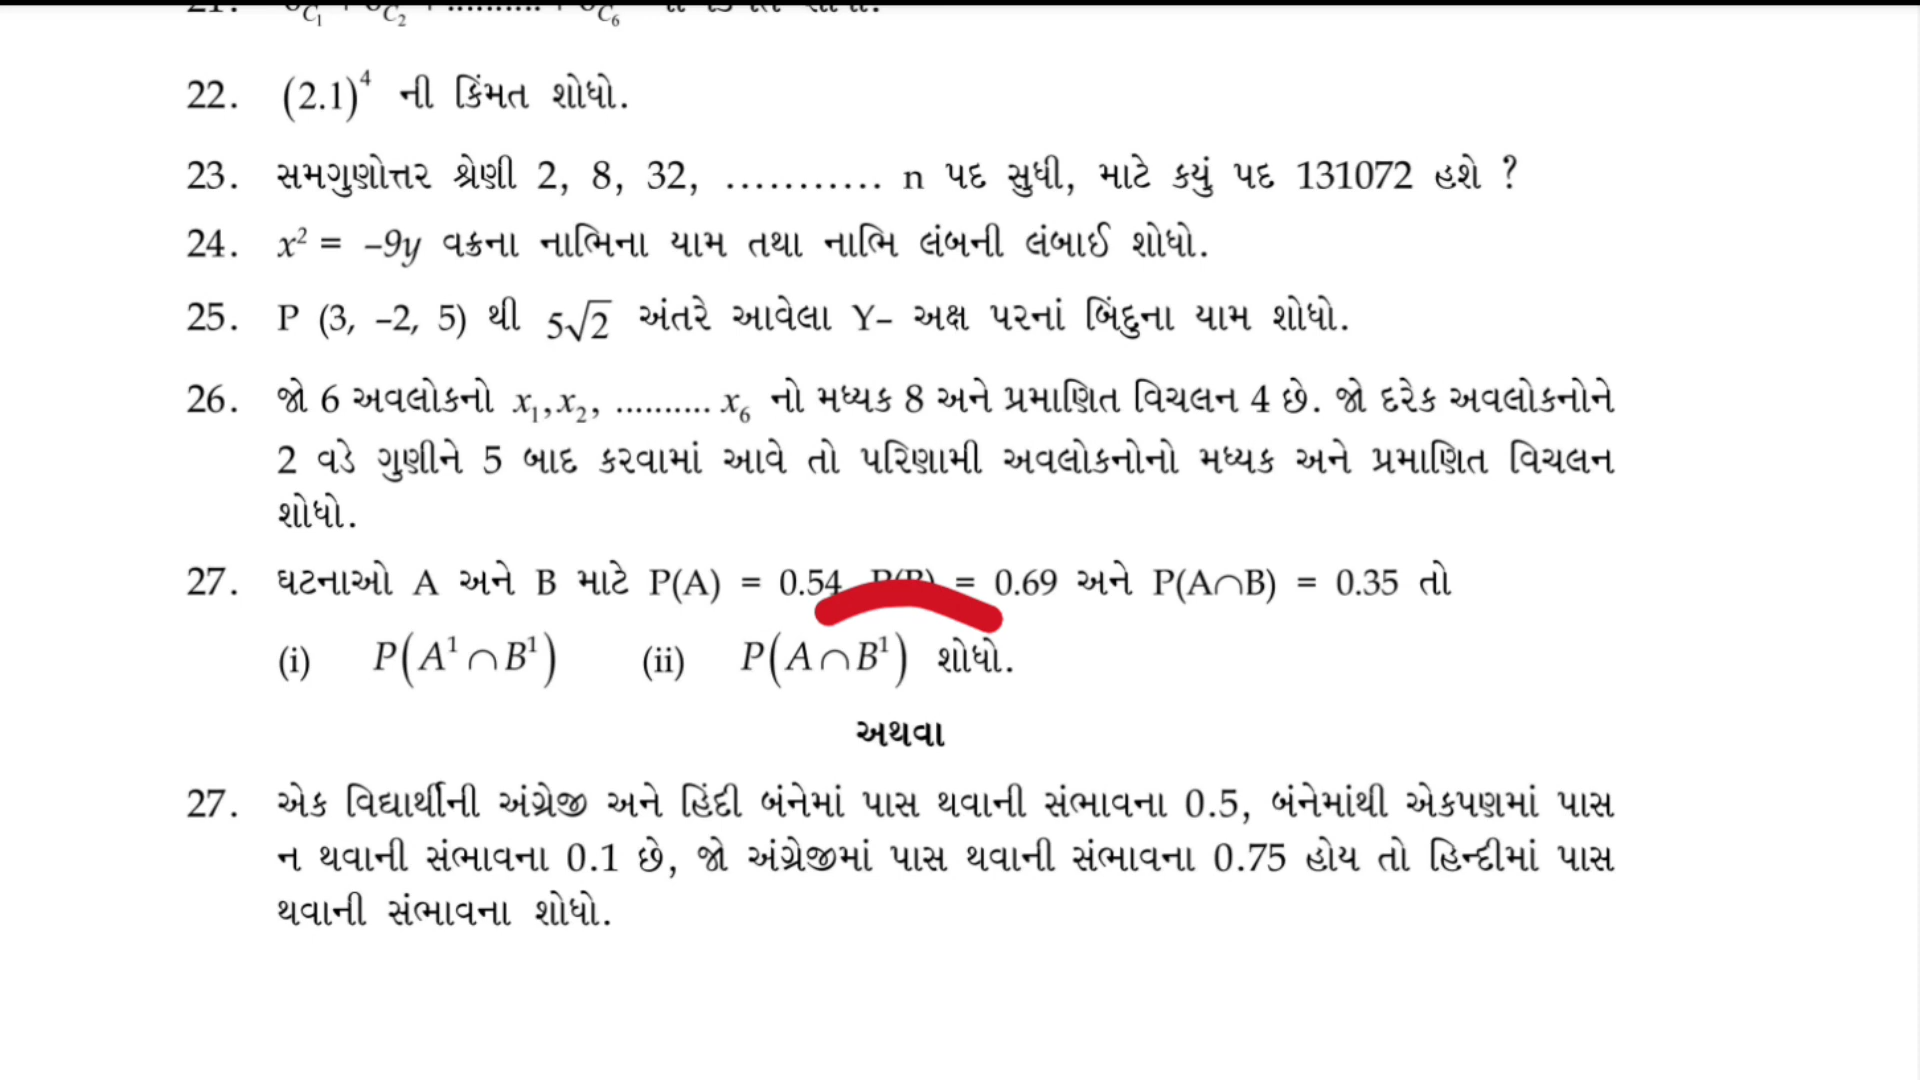 22. (2.1)⁴ ની કિંમત શોધો.
23. સમગુણોત્તર શ્રેણી 2, 8, 32, ........... n પદ સુધી, માટે કયું પદ 131072 હશે ?
24. x² = –9y વક્રના નાભિના યામ તથા નાભિ લંબની લંબાઈ શોધો.
25. P (3, –2, 5) થી 5√2 અંતરે આવેલા Y– અક્ષ પરનાં બિંદુના યામ શોધો.
26. જો 6 અવલોકનો x₁, x₂, .......... x₆ નો મધ્યક 8 અને પ્રમાણિત વિચલન 4 છે. જો દરેક અવલોકનોને
2 વડે ગુણીને 5 બાદ કરવામાં આવે તો પરિણામી અવલોકનોનો મધ્યક અને પ્રમાણિત વિચલન
શોધો.
27. ઘટનાઓ A અને B માટે P(A) = 0.54 P(B) = 0.69 અને P(A∩B) = 0.35 તો
(i) P(A¹∩B¹) (ii) P(A∩B¹) શોધો.
અથવા
27. એક વિદ્યાર્થીની અંગ્રેજી અને હિંદી બંનેમાં પાસ થવાની સંભાવના 0.5, બંનેમાંથી એકપણમાં પાસ
ન થવાની સંભાવના 0.1 છે, જો અંગ્રેજીમાં પાસ થવાની સંભાવના 0.75 હોય તો હિન્દીમાં પાસ
થવાની સંભાવના શોધો.